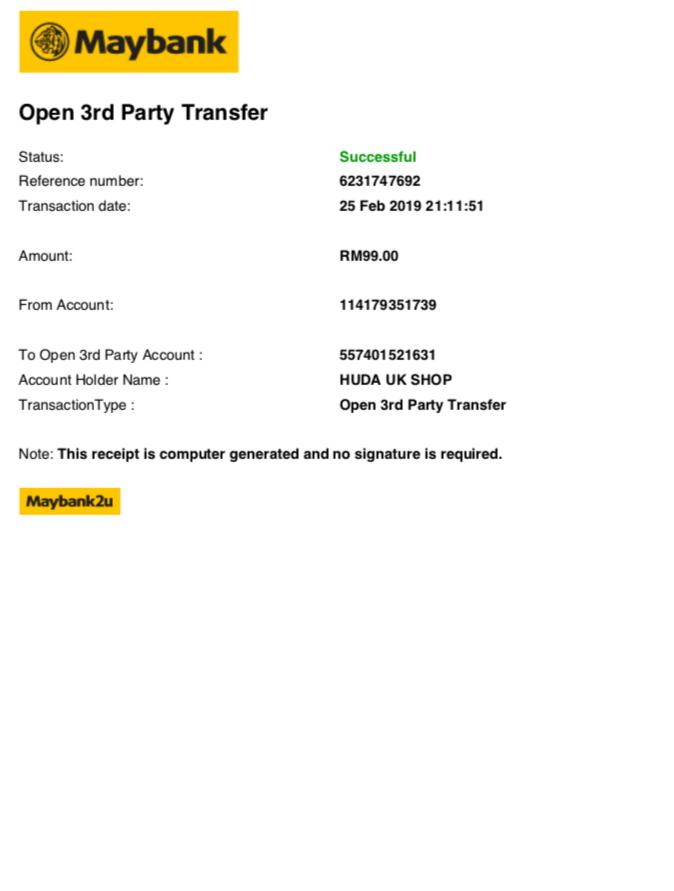 Maybank
Open 3rd Party Transfer
Status: Successful
Reference number: 6231747692
Transaction date: 25 Feb 2019 21:11:51
Amount: RM99.00
From Account: 114179351739
To Open 3rd Party Account : 557401521631
Account Holder Name : HUDA UK SHOP
TransactionType : Open 3rd Party Transfer
Note: This receipt is computer generated and no signature is required.
Maybank2u